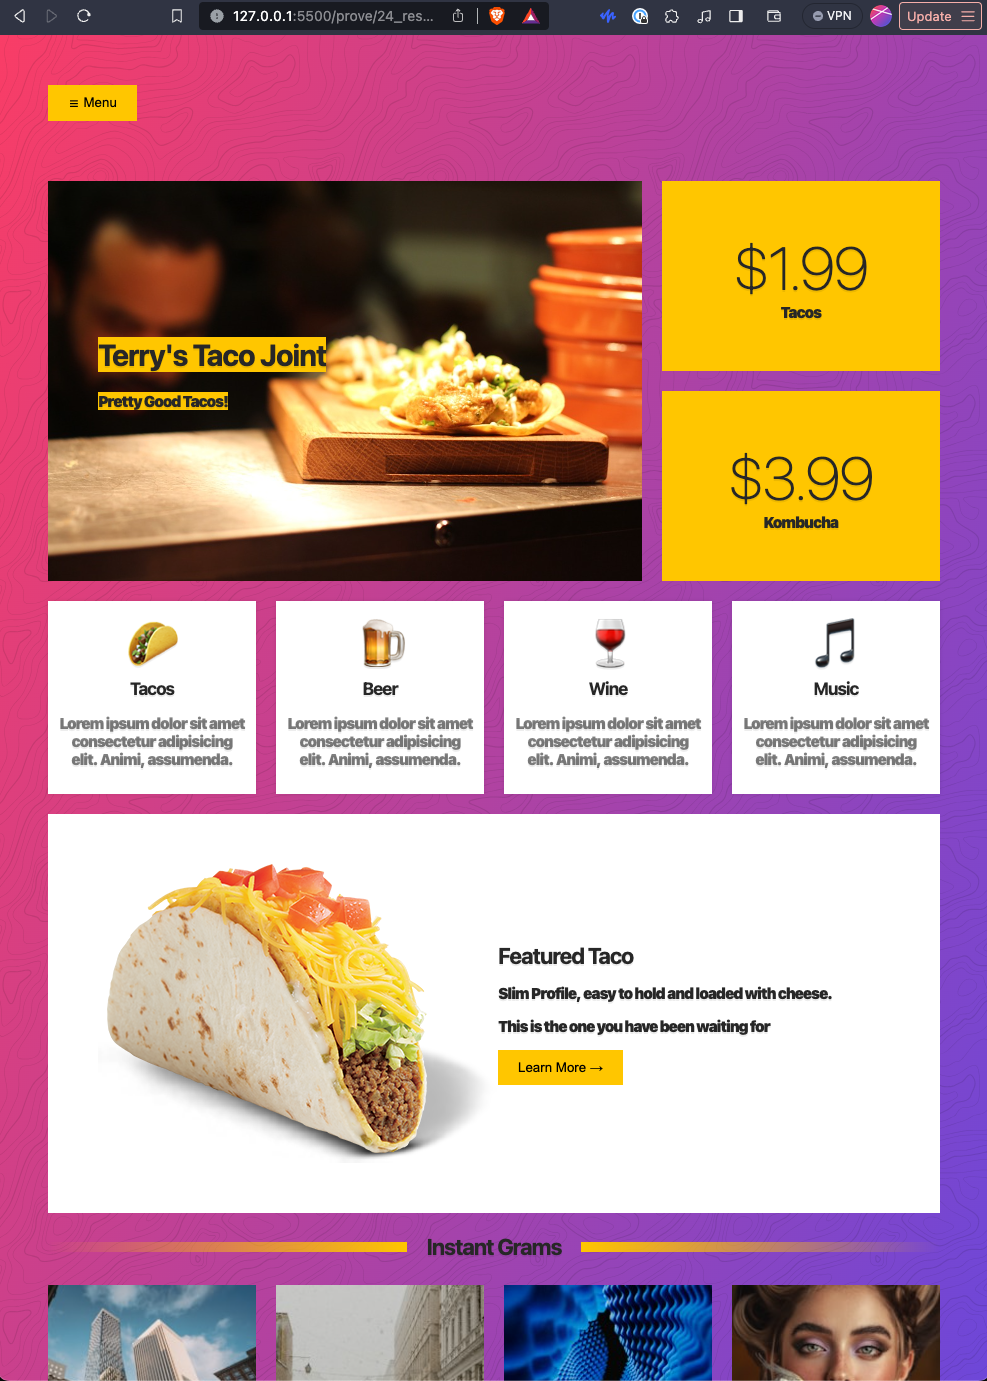 127.0.0.1:5500/prove/24_res...
VPN
Update
≡ Menu
Terry's Taco Joint
Pretty Good Tacos!
$1.99
Tacos
$3.99
Kombucha
Tacos
Lorem ipsum dolor sit amet
consectetur adipisicing
elit. Animi, assumenda.
Beer
Lorem ipsum dolor sit amet
consectetur adipisicing
elit. Animi, assumenda.
Wine
Lorem ipsum dolor sit amet
consectetur adipisicing
elit. Animi, assumenda.
Music
Lorem ipsum dolor sit amet
consectetur adipisicing
elit. Animi, assumenda.
Featured Taco
Slim Profile, easy to hold and loaded with cheese.
This is the one you have been waiting for
Learn More →
Instant Grams